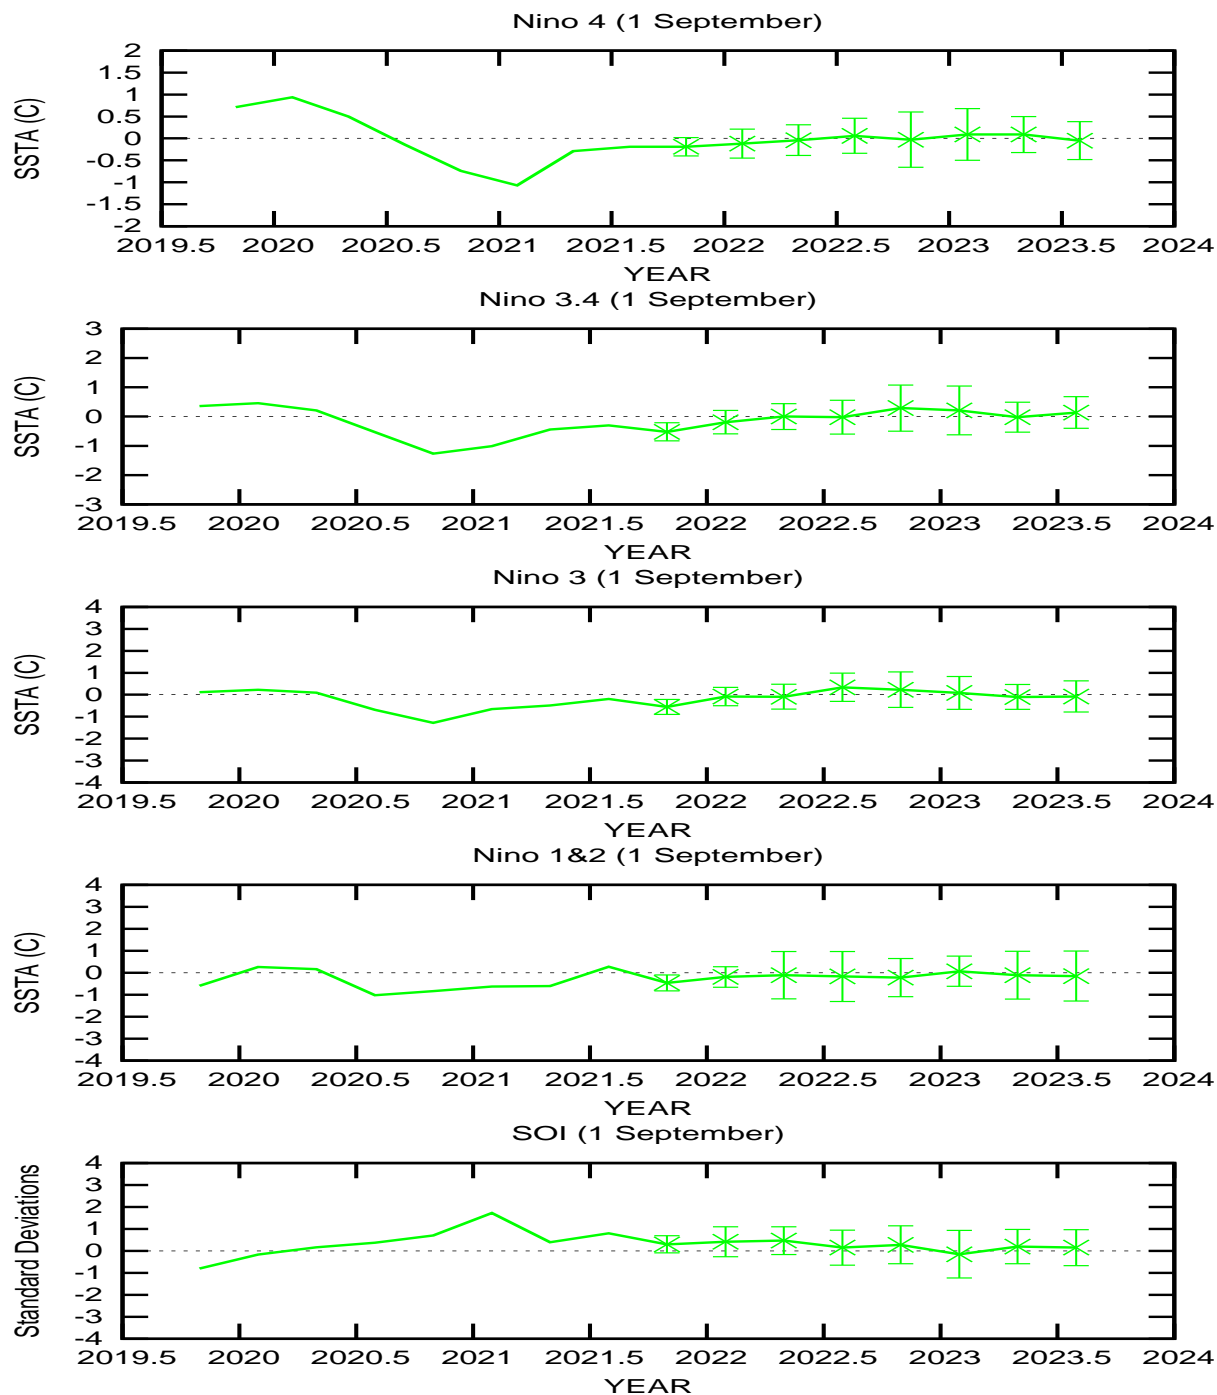 Nino 4 (1 September)
SSTA (C)
2
1.5
1
0.5
0
-0.5
-1
-1.5
-2
2019.5 2020 2020.5 2021 2021.5 2022 2022.5 2023 2023.5 2024
YEAR
Nino 3.4 (1 September)
SSTA (C)
3
2
1
0
-1
-2
-3
2019.5 2020 2020.5 2021 2021.5 2022 2022.5 2023 2023.5 2024
YEAR
Nino 3 (1 September)
SSTA (C)
4
3
2
1
0
-1
-2
-3
-4
2019.5 2020 2020.5 2021 2021.5 2022 2022.5 2023 2023.5 2024
YEAR
Nino 1&2 (1 September)
SSTA (C)
4
3
2
1
0
-1
-2
-3
-4
2019.5 2020 2020.5 2021 2021.5 2022 2022.5 2023 2023.5 2024
YEAR
SOI (1 September)
Standard Deviations
4
3
2
1
0
-1
-2
-3
-4
2019.5 2020 2020.5 2021 2021.5 2022 2022.5 2023 2023.5 2024
YEAR